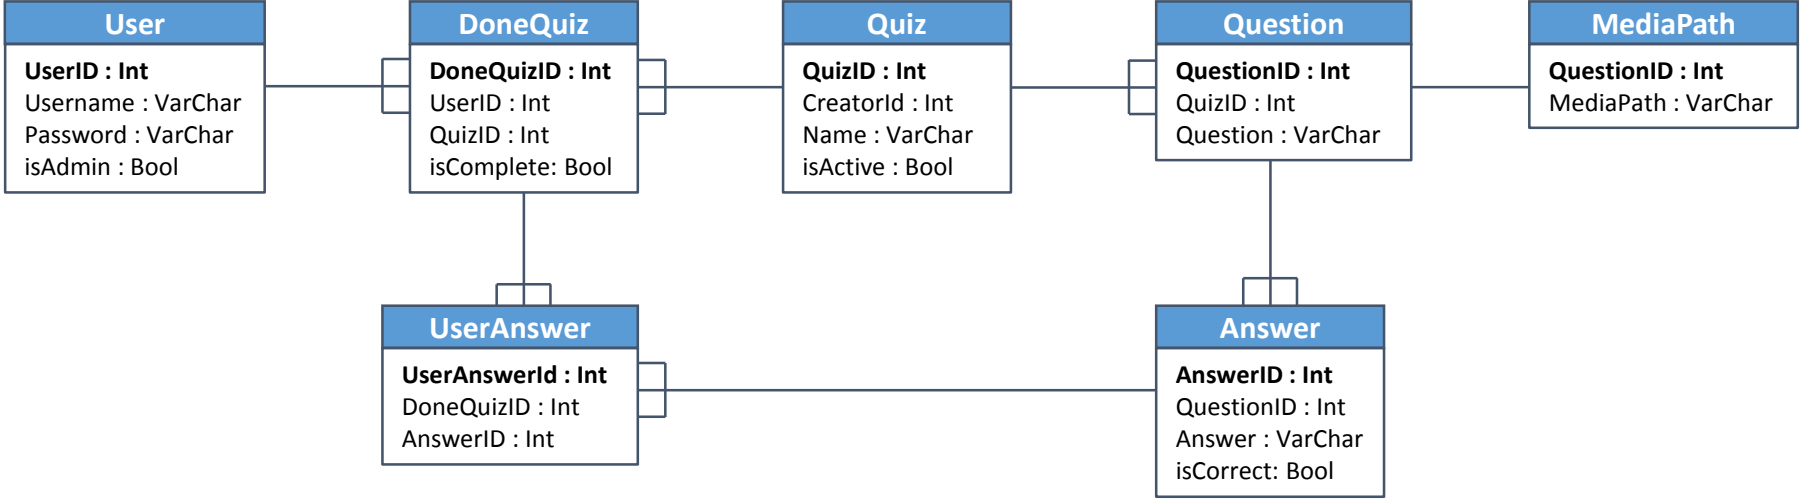 User
UserID : Int
Username : VarChar
Password : VarChar
isAdmin : Bool
DoneQuiz
DoneQuizID : Int
UserID : Int
QuizID : Int
isComplete: Bool
Quiz
QuizID : Int
CreatorId : Int
Name : VarChar
isActive : Bool
Question
QuestionID : Int
QuizID : Int
Question : VarChar
MediaPath
QuestionID : Int
MediaPath : VarChar
UserAnswer
UserAnswerId : Int
DoneQuizID : Int
AnswerID : Int
Answer
AnswerID : Int
QuestionID : Int
Answer : VarChar
isCorrect: Bool